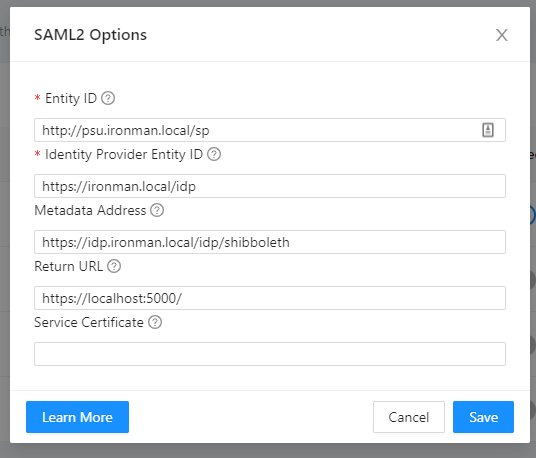 SAML2 Options
* Entity ID
http://psu.ironman.local/sp
* Identity Provider Entity ID
https://ironman.local/idp
Metadata Address
https://idp.ironman.local/idp/shibboleth
Return URL
https://localhost:5000/
Service Certificate
Learn More
Cancel
Save